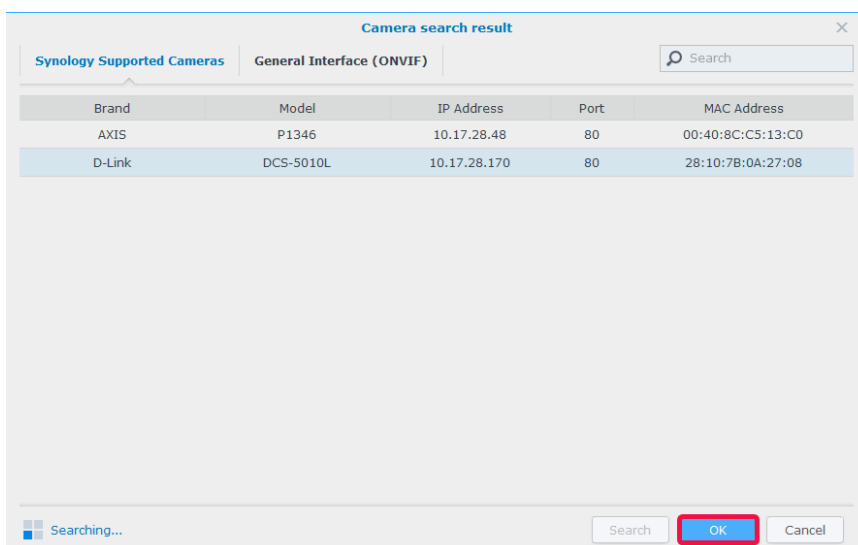 Camera search result
Synology Supported Cameras General Interface (ONVIF) Search
Brand Model IP Address Port MAC Address
AXIS P1346 10.17.28.48 80 00:40:8C:C5:13:C0
D-Link DCS-5010L 10.17.28.170 80 28:10:7B:0A:27:08
Searching... Search OK Cancel